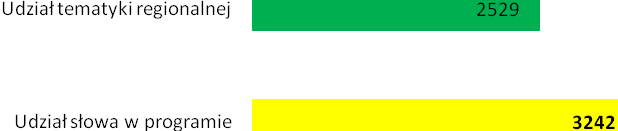 Udział tematyki regionalnej 2529
Udział słowa w programie 3242